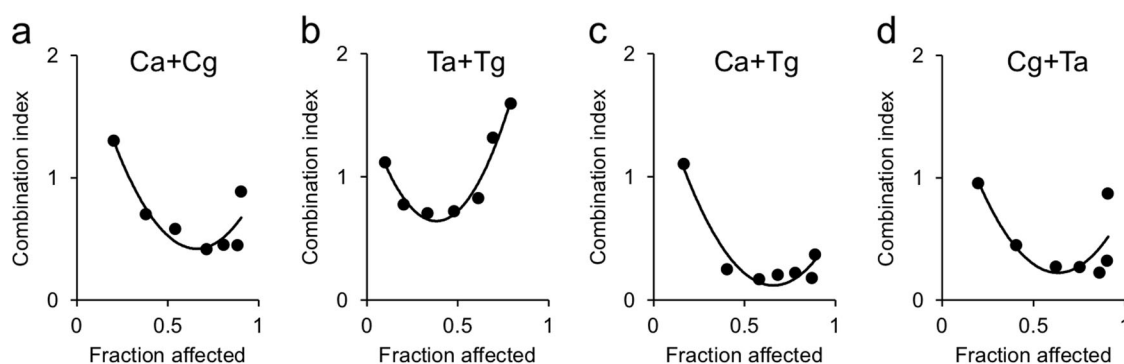 a
Ca+Cg
Combination index
2
1
0
0
0.5
1
Fraction affected
b
Ta+Tg
Combination index
2
1
0
0
0.5
1
Fraction affected
c
Ca+Tg
Combination index
2
1
0
0
0.5
1
Fraction affected
d
Cg+Ta
Combination index
2
1
0
0
0.5
1
Fraction affected